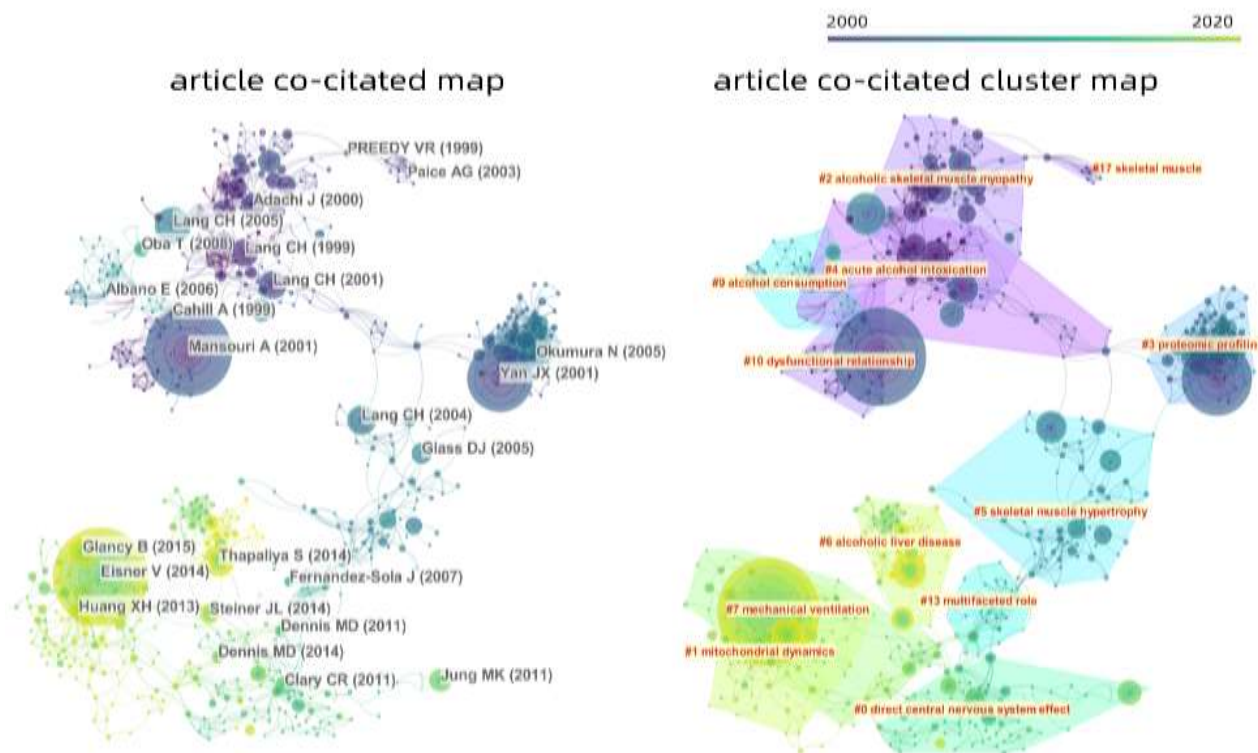 2000 2020
article co-citated map
article co-citated cluster map
PREEDY VR (1999)
Paice AG (2003)
Adachi J (2000)
Lang CH (2005)
Oba T (2008)
Lang CH (1999)
Lang CH (2001)
Albano E (2006)
Cahill A (1999)
Mansouri A (2001)
Okumura N (2005)
Yan JX (2001)
Lang CH (2004)
Glass DJ (2005)
Glancy B (2015)
Thapaliya S (2014)
Eisner V (2014)
Fernandez-Sola J (2007)
Huang XH (2013)
Steiner JL (2014)
Dennis MD (2011)
Dennis MD (2014)
Clary CR (2011)
Jung MK (2011)
#17 skeletal muscle
#2 alcoholic skeletal muscle myopathy
#4 acute alcohol intoxication
#9 alcohol consumption
#3 proteomic profilin
#10 dysfunctional relationship
#5 skeletal muscle hypertrophy
#6 alcoholic liver disease
#13 multifaceted role
#7 mechanical ventilation
#1 mitochondrial dynamics
#0 direct central nervous system effect